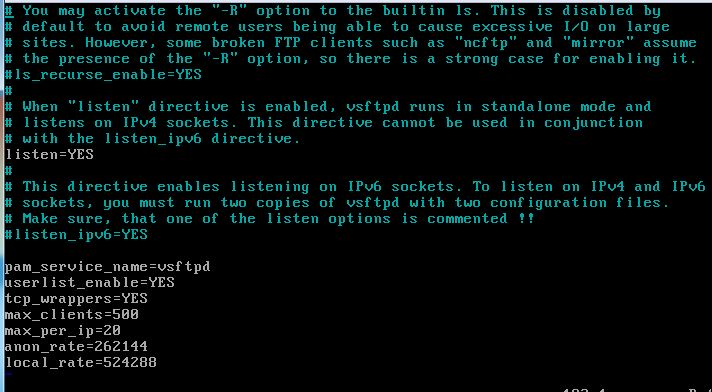 # You may activate the "-R" option to the builtin ls. This is disabled by
# default to avoid remote users being able to cause excessive I/O on large
# sites. However, some broken FTP clients such as "ncftp" and "mirror" assume
# the presence of the "-R" option, so there is a strong case for enabling it.
#ls_recurse_enable=YES
#
# When "listen" directive is enabled, vsftpd runs in standalone mode and
# listens on IPv4 sockets. This directive cannot be used in conjunction
# with the listen_ipv6 directive.
listen=YES
#
# This directive enables listening on IPv6 sockets. To listen on IPv4 and IPv6
# sockets, you must run two copies of vsftpd with two configuration files.
# Make sure, that one of the listen options is commented !!
#listen_ipv6=YES
pam_service_name=vsftpd
userlist_enable=YES
tcp_wrappers=YES
max_clients=500
max_per_ip=20
anon_rate=262144
local_rate=524288